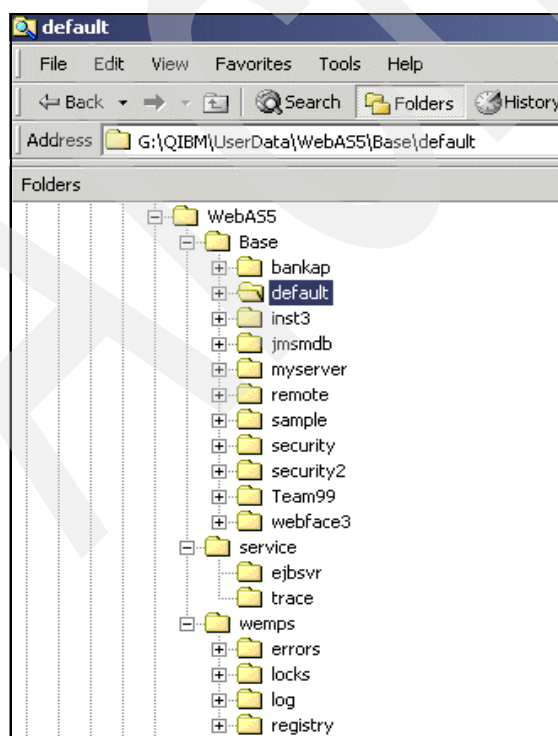 default
File Edit View Favorites Tools Help
Back Search Folders History
Address G:\QIBM\UserData\WebAS5\Base\default
Folders
WebAS5
Base
bankap
default
inst3
jmsmdb
myserver
remote
sample
security
security2
Team99
webface3
service
ejbsvr
trace
wemps
errors
locks
log
registry